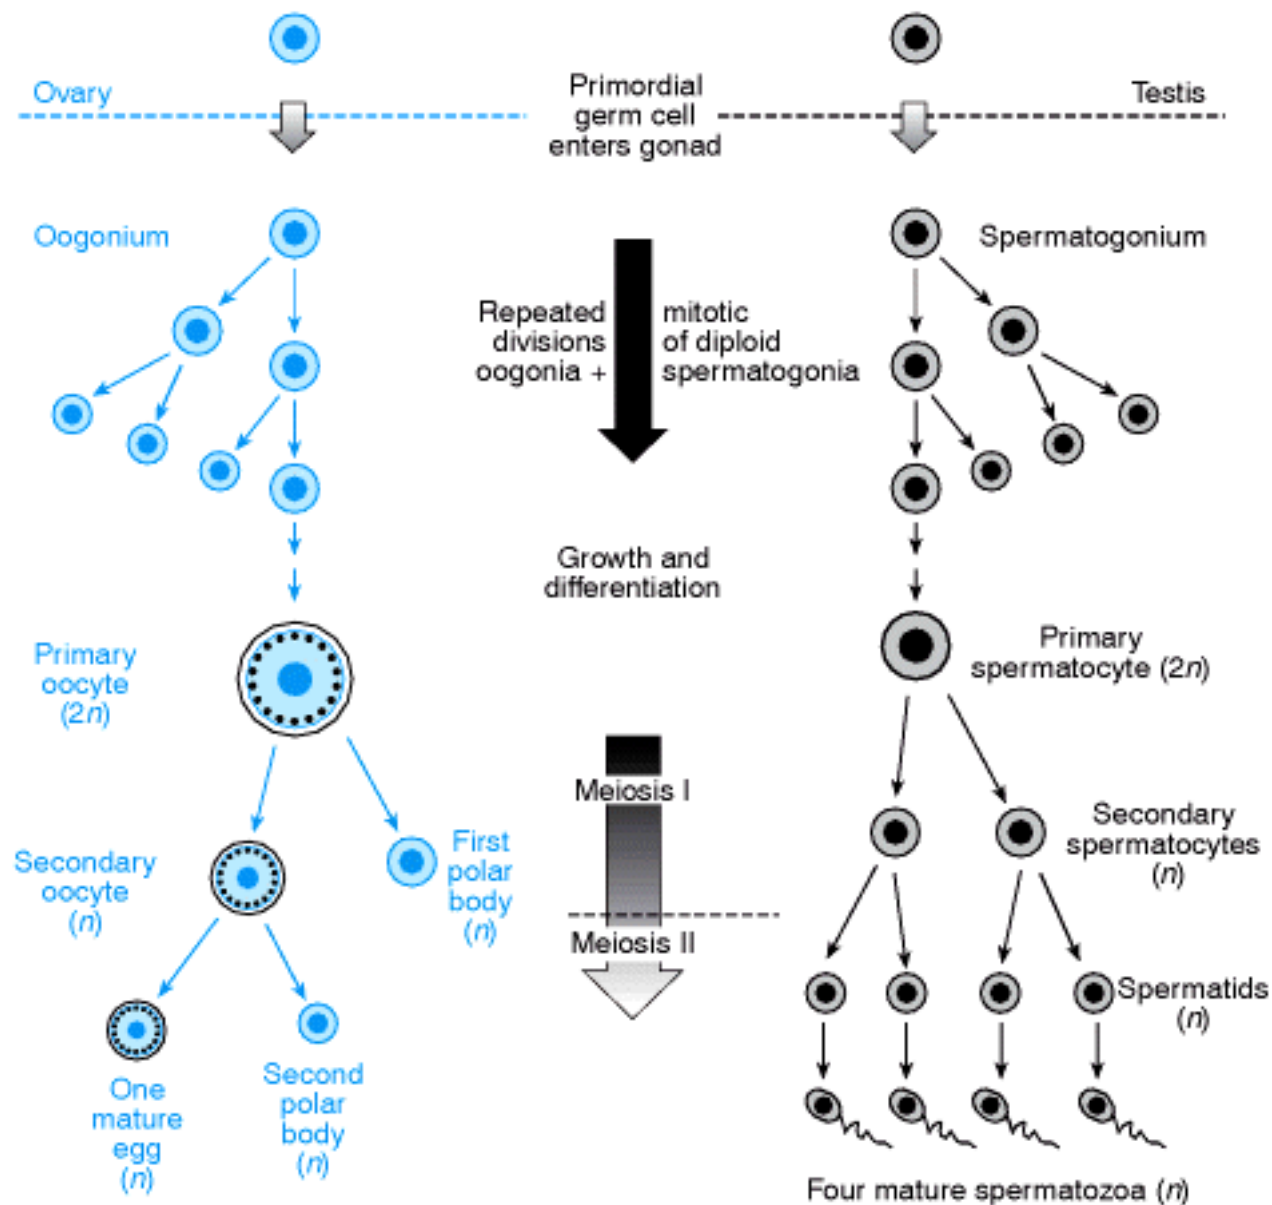 Ovary
Primordial
germ cell
enters gonad
Testis
Oogonium
Spermatogonium
Repeated mitotic
divisions of diploid
oogonia + spermatogonia
Growth and
differentiation
Primary
oocyte
(2n)
Primary
spermatocyte (2n)
Meiosis I
Secondary
oocyte
(n)
First
polar
body
(n)
Secondary
spermatocytes
(n)
Meiosis II
Spermatids
(n)
One
mature
egg
(n)
Second
polar
body
(n)
Four mature spermatozoa (n)